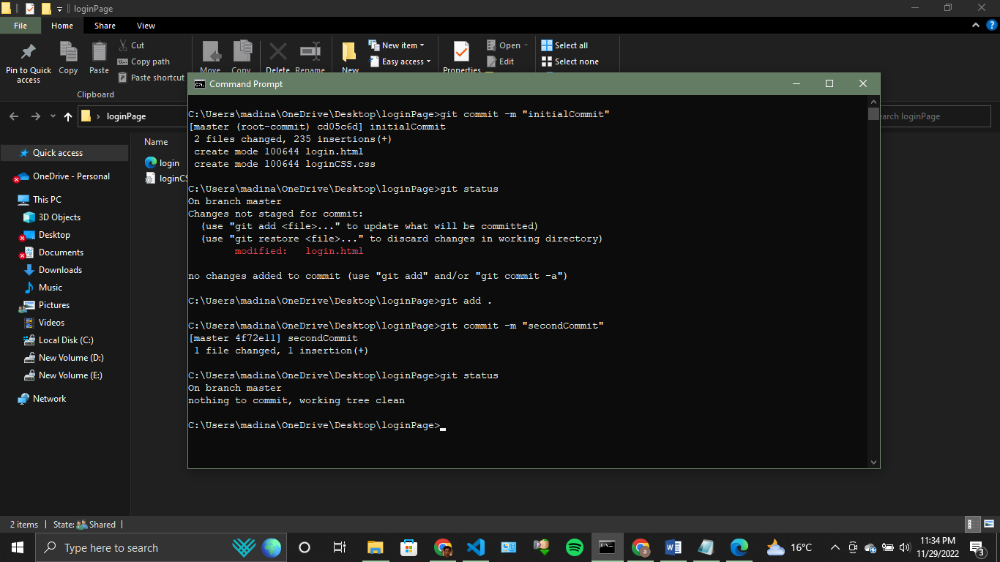 loginPage
File Home Share View
Pin to Quick access
Copy
Paste
Cut
Copy path
Paste shortcut
Clipboard
Move
Copy
Delete
Rename
New
New item
Easy access
Properties
Open
Edit
Select all
Select none
loginPage
arch loginPage
Name
Quick access
OneDrive - Personal
This PC
3D Objects
Desktop
Documents
Downloads
Music
Pictures
Videos
Local Disk (C:)
New Volume (D:)
New Volume (E:)
Network
login
loginCS
Command Prompt
C:\Users\madina\OneDrive\Desktop\loginPage>git commit -m "initialCommit"
[master (root-commit) cd05c6d] initialCommit
 2 files changed, 235 insertions(+)
 create mode 100644 login.html
 create mode 100644 loginCSS.css
C:\Users\madina\OneDrive\Desktop\loginPage>git status
On branch master
Changes not staged for commit:
  (use "git add <file>..." to update what will be committed)
  (use "git restore <file>..." to discard changes in working directory)
        modified:   login.html
no changes added to commit (use "git add" and/or "git commit -a")
C:\Users\madina\OneDrive\Desktop\loginPage>git add .
C:\Users\madina\OneDrive\Desktop\loginPage>git commit -m "secondCommit"
[master 4f72e11] secondCommit
 1 file changed, 1 insertion(+)
C:\Users\madina\OneDrive\Desktop\loginPage>git status
On branch master
nothing to commit, working tree clean
C:\Users\madina\OneDrive\Desktop\loginPage>
2 items State: Shared
Type here to search
16°C
11:34 PM
11/29/2022
3